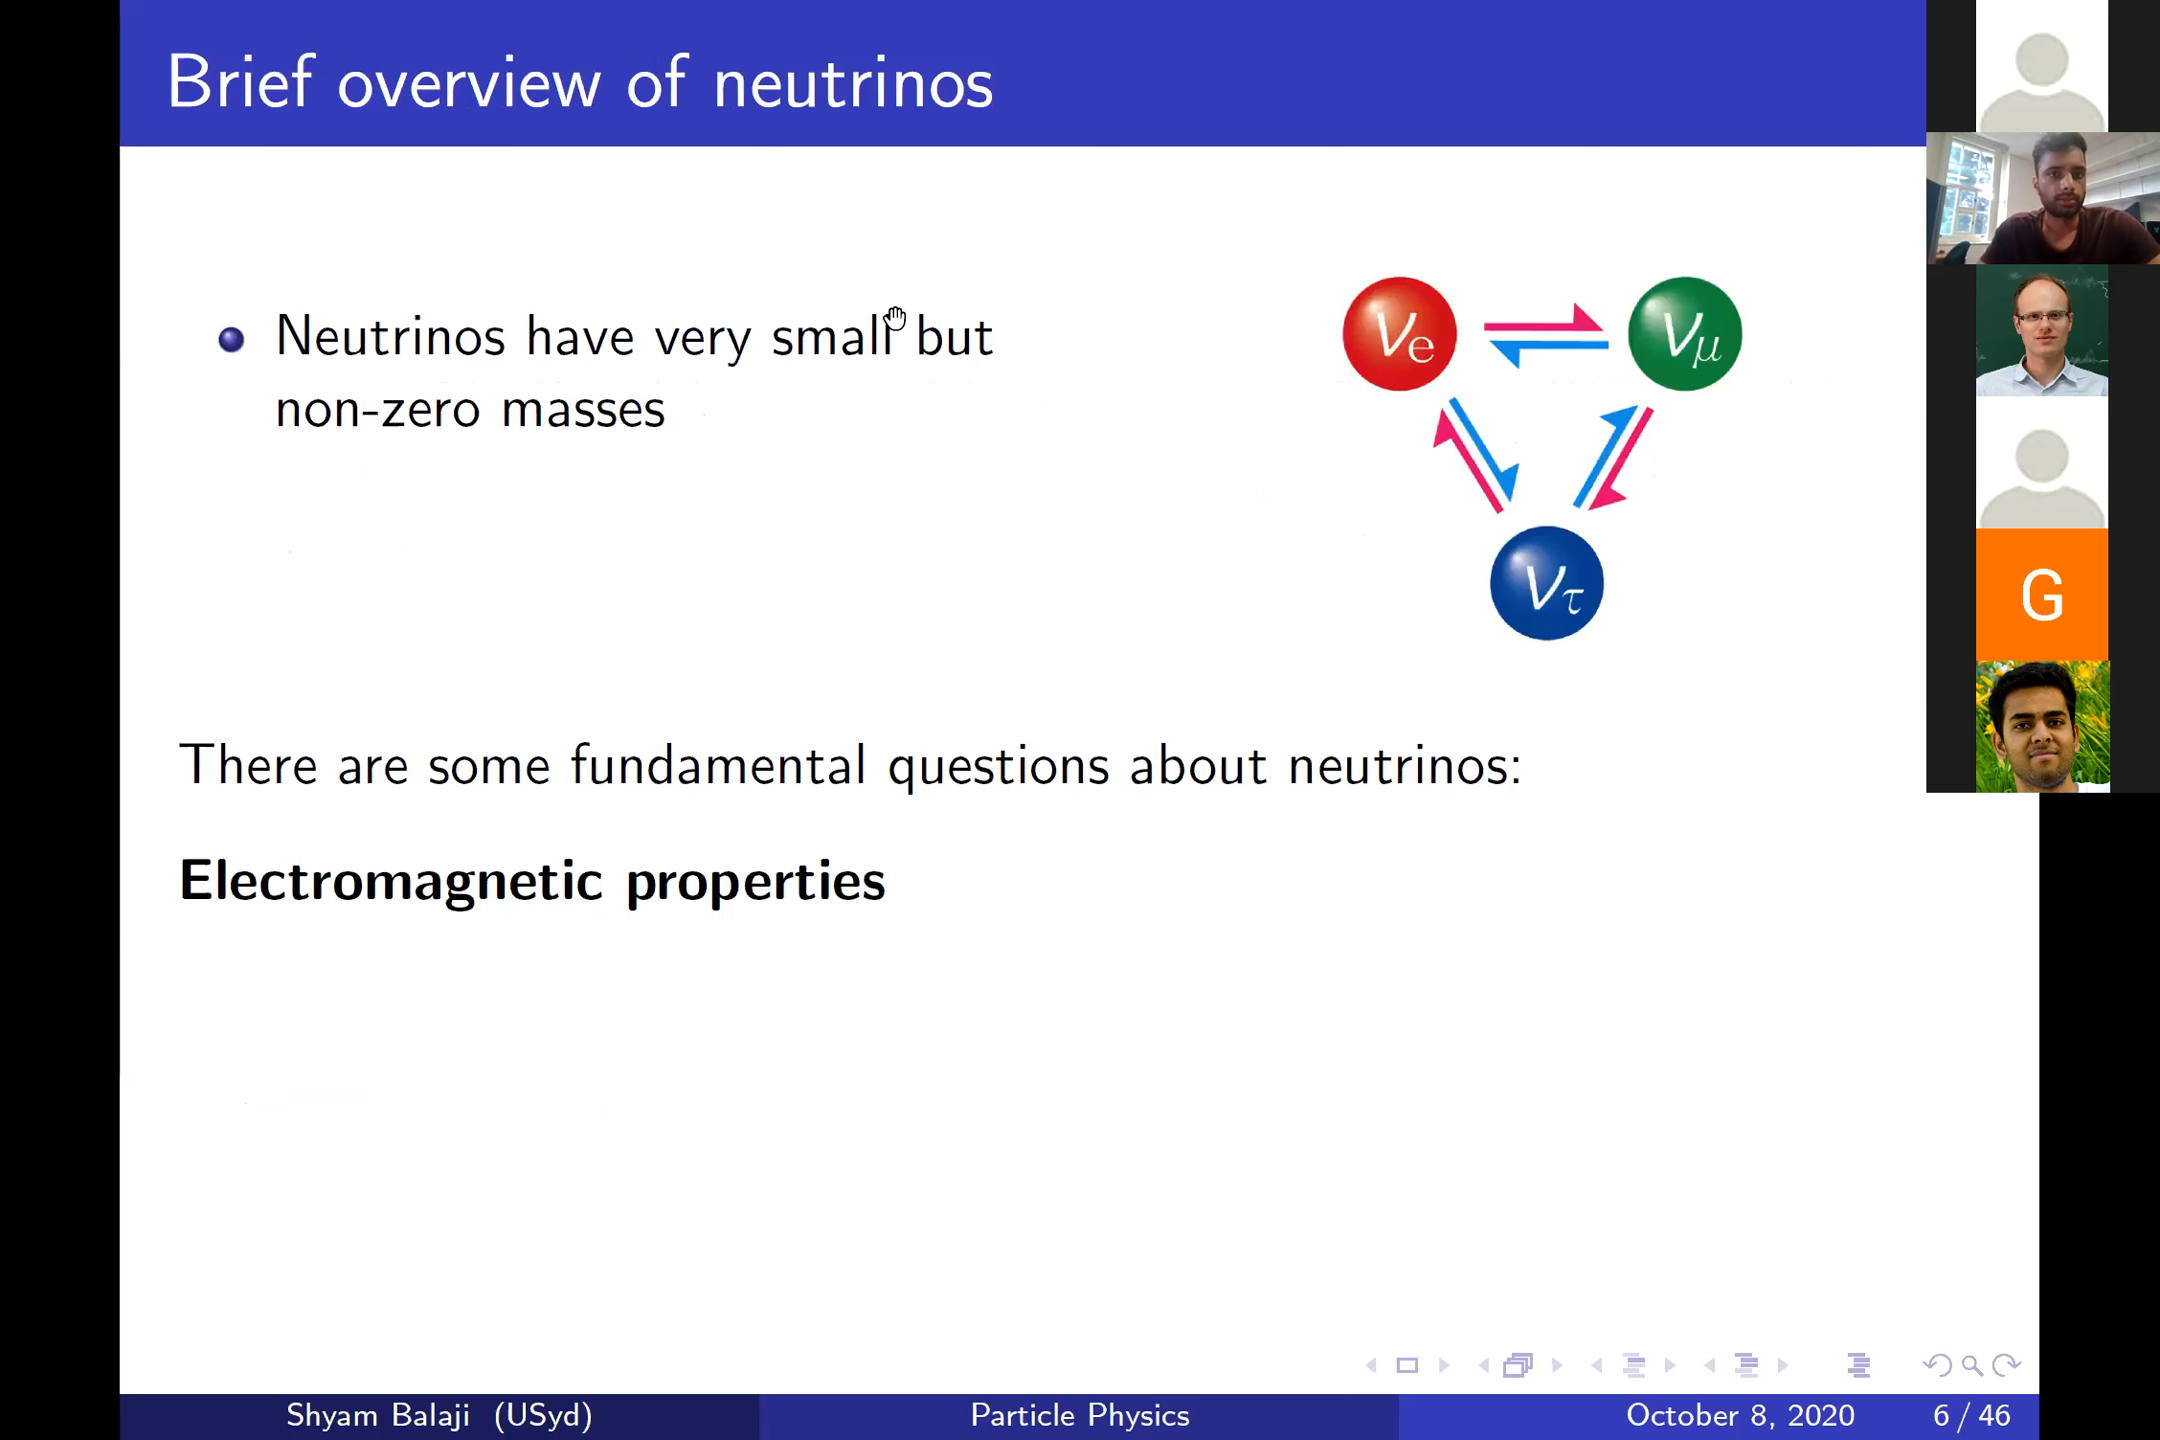 Brief overview of neutrinos
Neutrinos have very small but
non-zero masses
νe
νμ
ντ
There are some fundamental questions about neutrinos:
Electromagnetic properties
G
Shyam Balaji (USyd)
Particle Physics
October 8, 2020
6 / 46